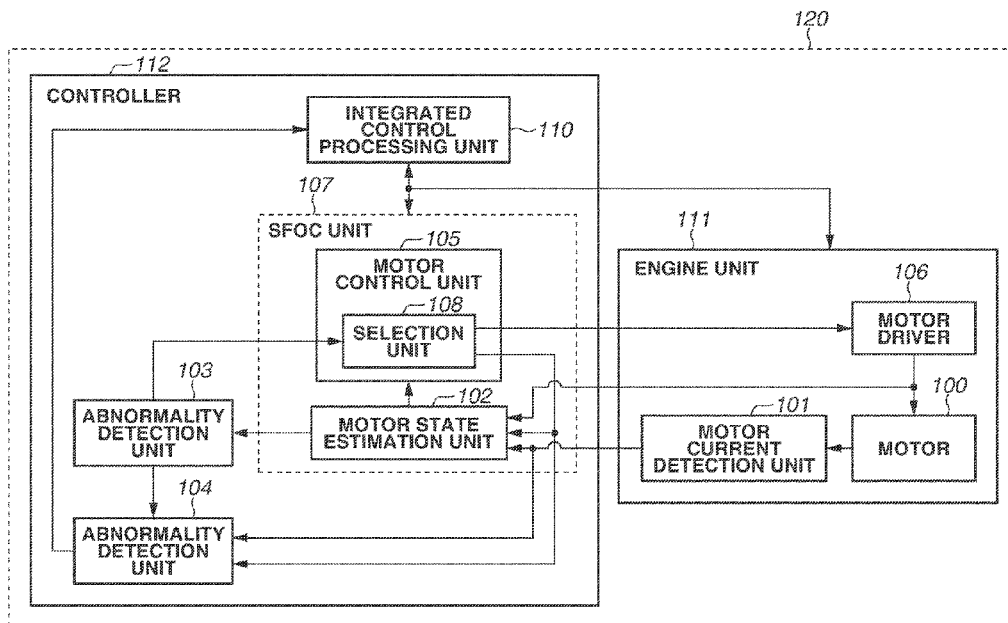 120
112
CONTROLLER
INTEGRATED
CONTROL
PROCESSING UNIT
110
107
SFOC UNIT
105
MOTOR
CONTROL UNIT
108
SELECTION
UNIT
111
ENGINE UNIT
106
MOTOR
DRIVER
103
ABNORMALITY
DETECTION
UNIT
102
MOTOR STATE
ESTIMATION UNIT
101
MOTOR
CURRENT
DETECTION UNIT
100
MOTOR
104
ABNORMALITY
DETECTION
UNIT